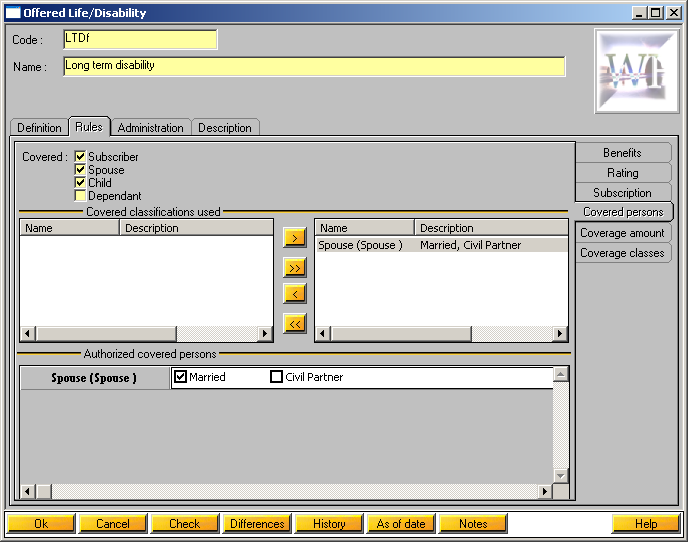 Offered Life/Disability
Code : LTDf
Name : Long term disability
WI
Definition Rules Administration Description
Covered : Subscriber
Spouse
Child
Dependant
Benefits
Rating
Subscription
Covered persons
Coverage amount
Coverage classes
Covered classifications used
Name Description
> >> < <<
Name Description
Spouse (Spouse ) Married, Civil Partner
Authorized covered persons
Spouse (Spouse ) Married Civil Partner
Ok Cancel Check Differences History As of date Notes Help